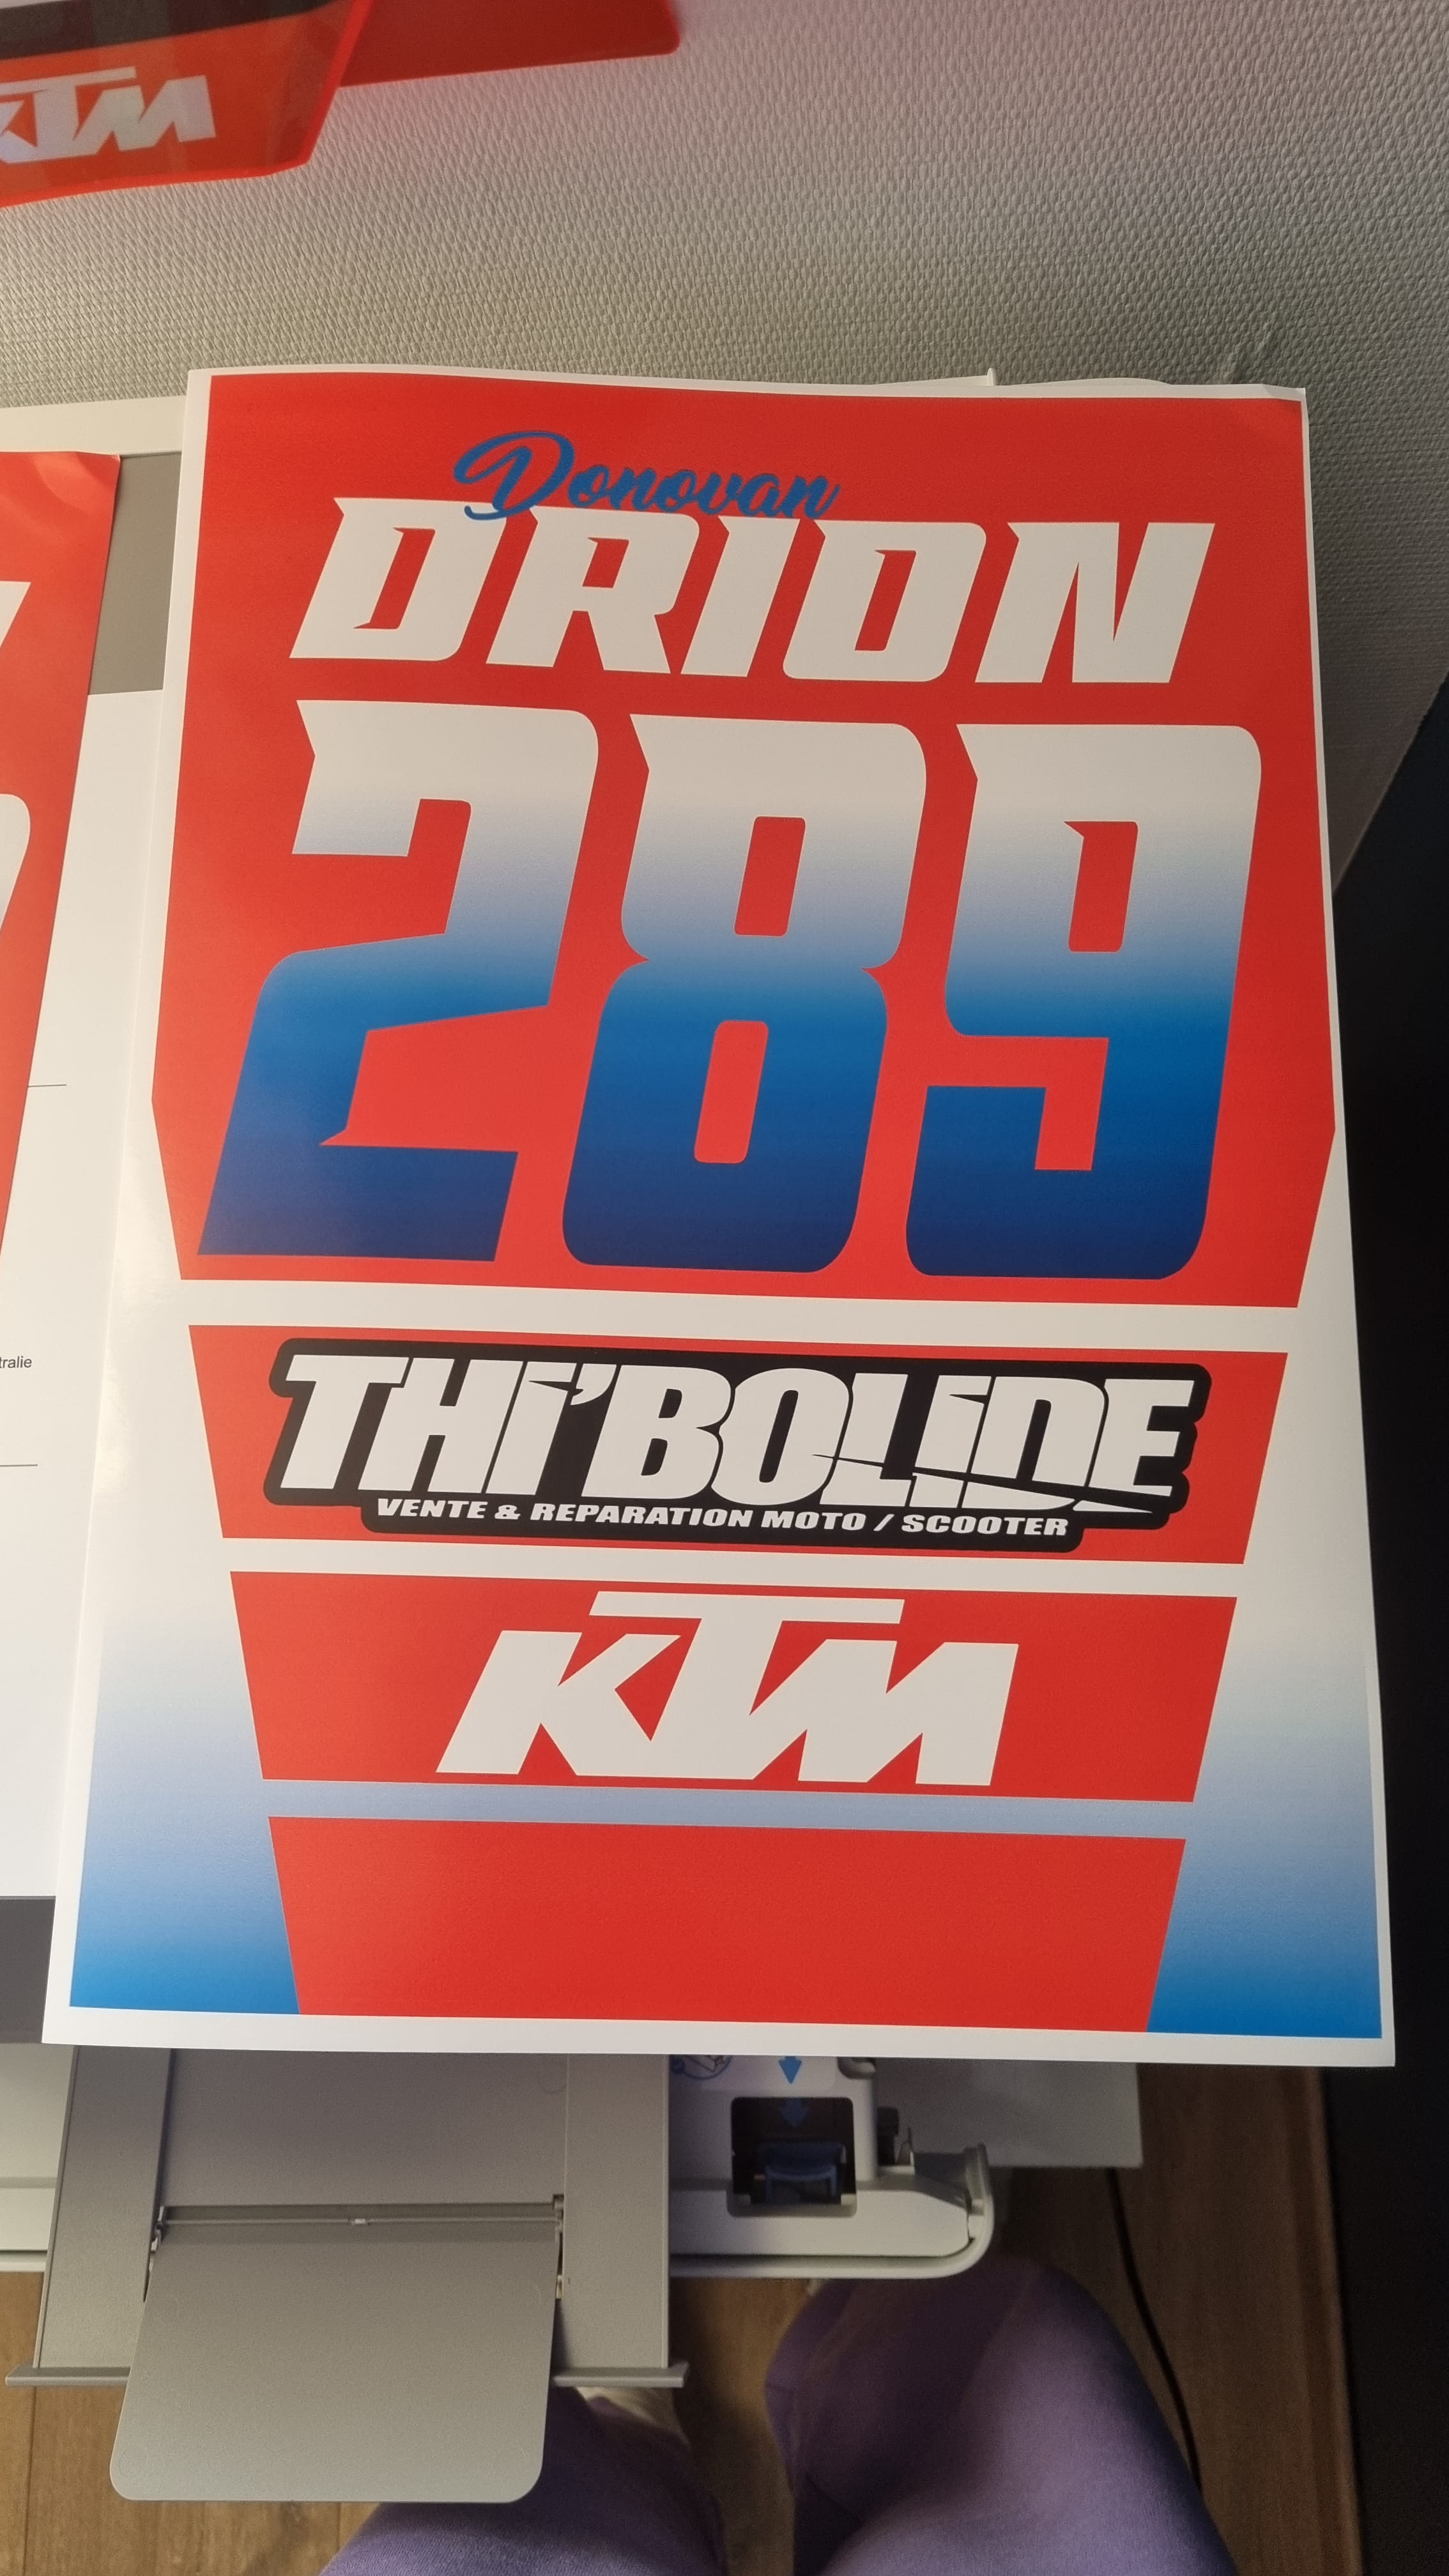 KTM
Donovan
DRION
289
THI'BOLIDE
VENTE & REPARATION MOTO / SCOOTER
KTM
tralie